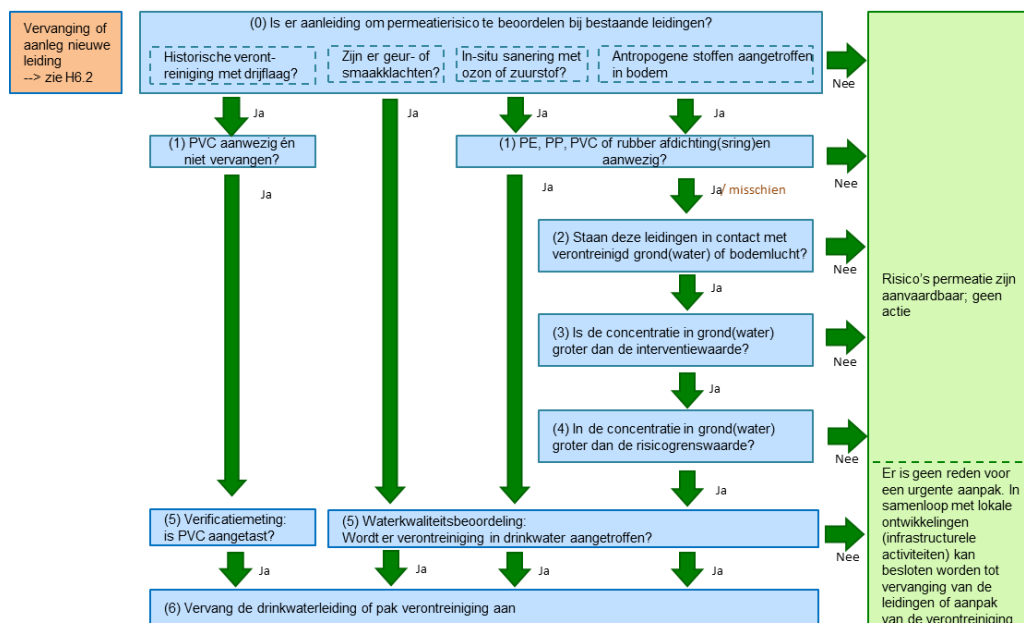 Vervanging of
aanleg nieuwe
leiding
--> zie H6.2
(0) Is er aanleiding om permeatierisico te beoordelen bij bestaande leidingen?
Historische veront-
reiniging met drijflaag?
Zijn er geur- of
smaakklachten?
In-situ sanering met
ozon of zuurstof?
Antropogene stoffen aangetroffen
in bodem
Nee
Ja
Ja
Ja
Ja
(1) PVC aanwezig én
niet vervangen?
(1) PE, PP, PVC of rubber afdichting(sring)en
aanwezig?
Nee
Ja
Ja
Ja/ misschien
(2) Staan deze leidingen in contact met
verontreinigd grond(water) of bodemlucht?
Nee
Ja
(3) Is de concentratie in grond(water)
groter dan de interventiewaarde?
Nee
Ja
(4) In de concentratie in grond(water)
groter dan de risicogrenswaarde?
Nee
Ja
(5) Verificatiemeting:
is PVC aangetast?
(5) Waterkwaliteitsbeoordeling:
Wordt er verontreiniging in drinkwater aangetroffen?
Nee
Ja
Ja
Ja
Ja
(6) Vervang de drinkwaterleiding of pak verontreiniging aan
Risico's permeatie zijn
aanvaardbaar; geen
actie
Er is geen reden voor
een urgente aanpak. In
samenloop met lokale
ontwikkelingen
(infrastructurele
activiteiten) kan
besloten worden tot
vervanging van de
leidingen of aanpak
van de verontreiniging